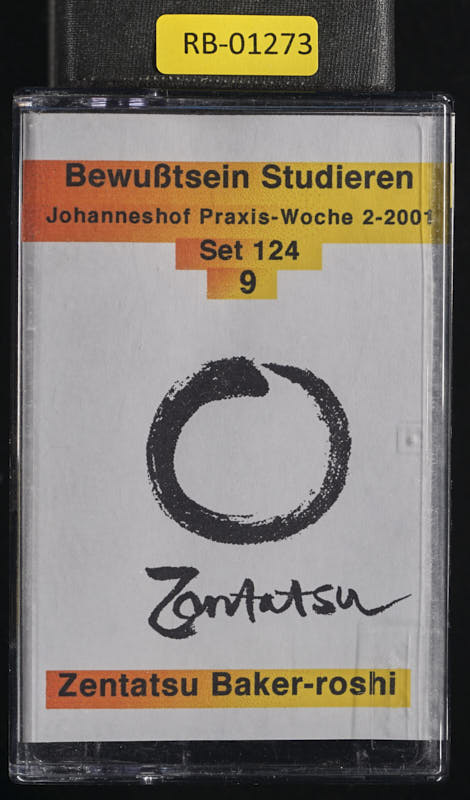 RB-01273
Bewußtsein Studieren
Johanneshof Praxis-Woche 2-2001
Set 124
9
Zentatsu
Zentatsu Baker-roshi